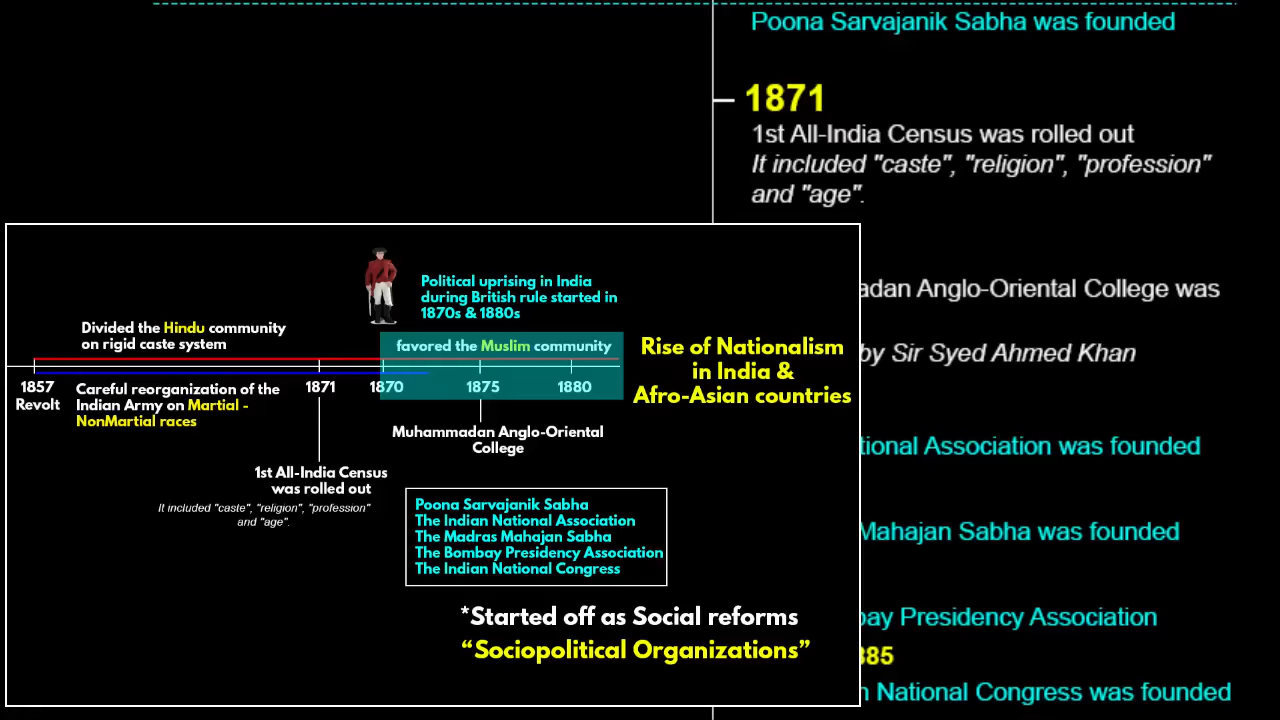 Poona Sarvajanik Sabha was founded
1871
1st All-India Census was rolled out
It included "caste", "religion", "profession"
and "age".
adan Anglo-Oriental College was
by Sir Syed Ahmed Khan
tional Association was founded
Mahajan Sabha was founded
bay Presidency Association
385
n National Congress was founded
Political uprising in India
during British rule started in
1870s & 1880s
Divided the Hindu community
on rigid caste system
favored the Muslim community
Rise of Nationalism
in India &
Afro-Asian countries
1857
Revolt
Careful reorganization of the
Indian Army on Martial -
NonMartial races
1871
1870
1875
1880
Muhammadan Anglo-Oriental
College
1st All-India Census
was rolled out
It included "caste", "religion", "profession"
and "age".
Poona Sarvajanik Sabha
The Indian National Association
The Madras Mahajan Sabha
The Bombay Presidency Association
The Indian National Congress
*Started off as Social reforms
“Sociopolitical Organizations”